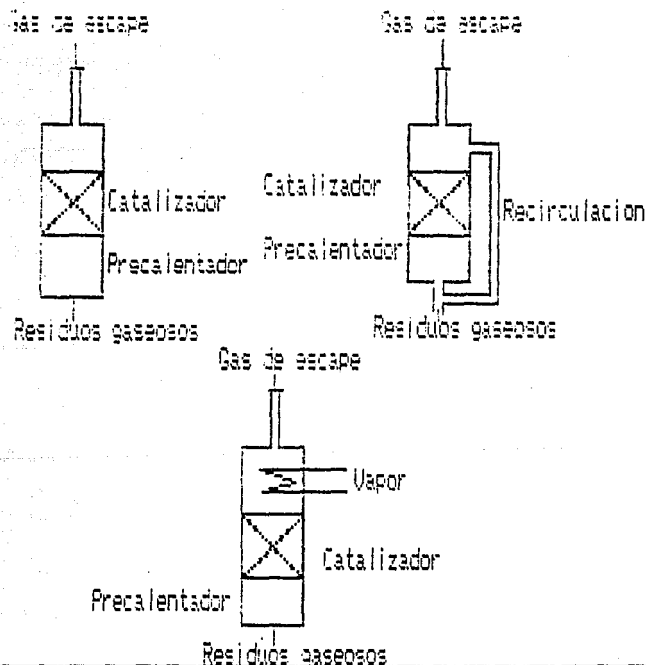 Gas de escape
Catalizador
Precalentador
Residuos gaseosos
Gas de escape
Catalizador
Precalentador
Recirculacion
Residuos gaseosos
Gas de escape
Vapor
Catalizador
Precalentador
Residuos gaseosos